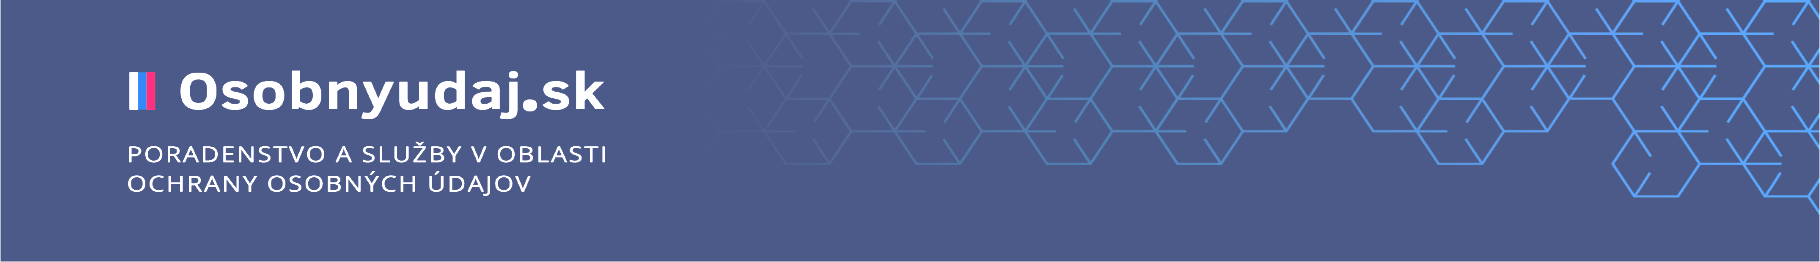 Osobnyudaj.sk
PORADENSTVO A SLUŽBY V OBLASTI
OCHRANY OSOBNÝCH ÚDAJOV